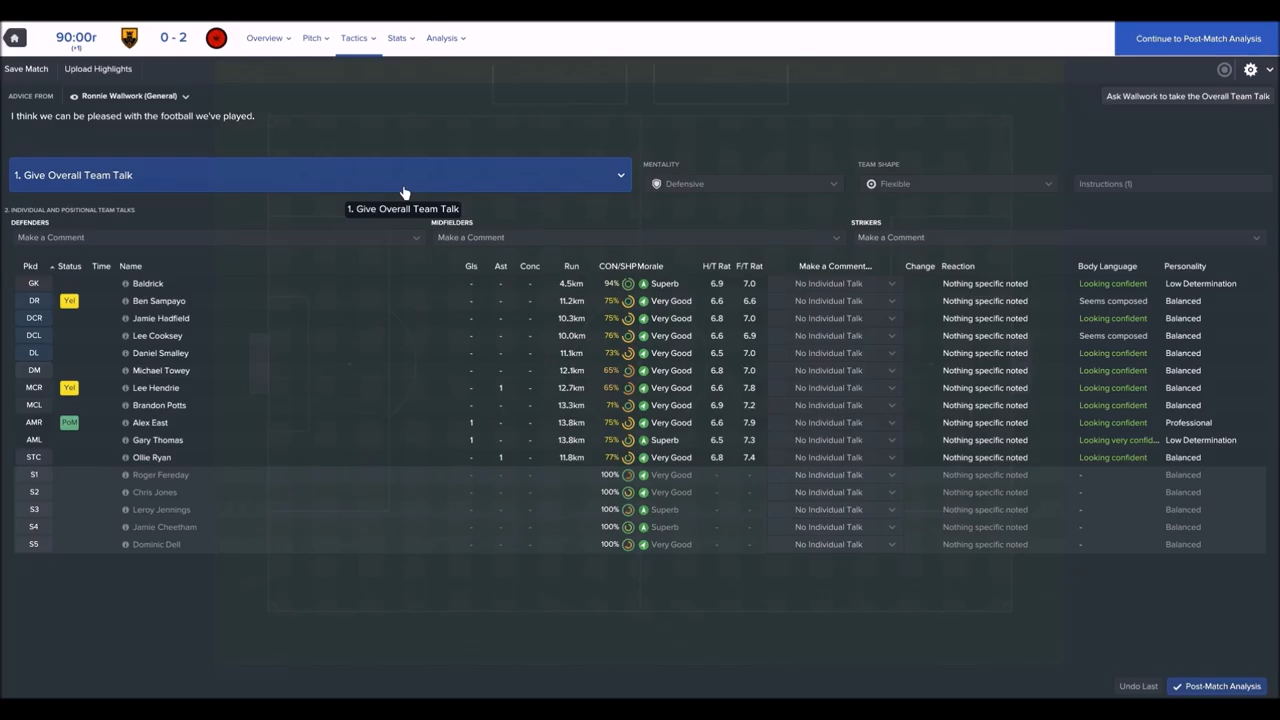 90:00r 0 - 2 Overview Pitch Tactics Stats Analysis Continue to Post-Match Analysis
(+1)
Save Match Upload Highlights
ADVICE FROM Ronnie Wallwork (General) Ask Wallwork to take the Overall Team Talk
I think we can be pleased with the football we've played.
MENTALITY TEAM SHAPE
1. Give Overall Team Talk Defensive Flexible Instructions (1)
1. Give Overall Team Talk
2. INDIVIDUAL AND POSITIONAL TEAM TALKS
DEFENDERS MIDFIELDERS STRIKERS
Make a Comment Make a Comment Make a Comment
Pkd Status Time Name Gls Ast Conc Run CON/SHP Morale H/T Rat F/T Rat Make a Comment... Change Reaction Body Language Personality
GK Baldrick - - - 4.5km 94% Superb 6.9 7.0 No Individual Talk Nothing specific noted Looking confident Low Determination
DR Yel Ben Sampayo - - - 11.2km 75% Very Good 6.6 6.6 No Individual Talk Nothing specific noted Seems composed Balanced
DCR Jamie Hadfield - - - 10.3km 75% Very Good 6.8 7.0 No Individual Talk Nothing specific noted Looking confident Balanced
DCL Lee Cooksey - - - 10.0km 76% Very Good 6.6 6.9 No Individual Talk Nothing specific noted Seems composed Balanced
DL Daniel Smalley - - - 11.1km 73% Very Good 6.5 7.0 No Individual Talk Nothing specific noted Looking confident Balanced
DM Michael Towey - - - 12.1km 65% Very Good 6.8 7.0 No Individual Talk Nothing specific noted Looking confident Balanced
MCR Yel Lee Hendrie - 1 - 12.7km 65% Very Good 6.6 7.8 No Individual Talk Nothing specific noted Looking confident Balanced
MCL Brandon Potts - - - 13.3km 71% Very Good 6.9 7.2 No Individual Talk Nothing specific noted Looking confident Balanced
AMR PoM Alex East 1 - - 13.8km 75% Very Good 6.6 7.9 No Individual Talk Nothing specific noted Looking confident Professional
AML Gary Thomas 1 - - 13.8km 75% Superb 6.5 7.3 No Individual Talk Nothing specific noted Looking very confid... Low Determination
STC Ollie Ryan - 1 - 11.8km 77% Very Good 6.8 7.4 No Individual Talk Nothing specific noted Looking confident Balanced
S1 Roger Fereday - - - 100% Very Good - - No Individual Talk Nothing specific noted - Balanced
S2 Chris Jones - - - 100% Very Good - - No Individual Talk Nothing specific noted - Balanced
S3 Leroy Jennings - - - 100% Superb - - No Individual Talk Nothing specific noted - Balanced
S4 Jamie Cheetham - - - 100% Superb - - No Individual Talk Nothing specific noted - Balanced
S5 Dominic Dell - - - 100% Very Good - - No Individual Talk Nothing specific noted - Balanced
Undo Last Post-Match Analysis